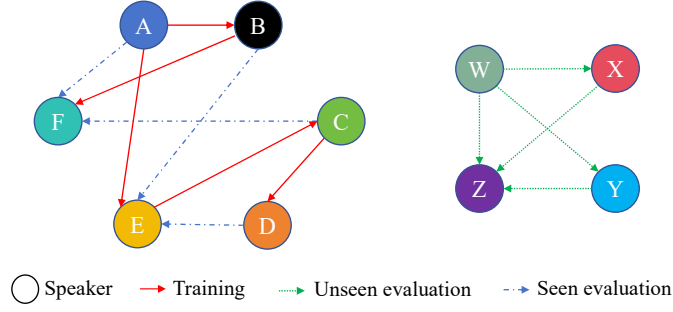 A
B
W
X
F
C
Z
Y
E
D
Speaker
Training
Unseen evaluation
Seen evaluation